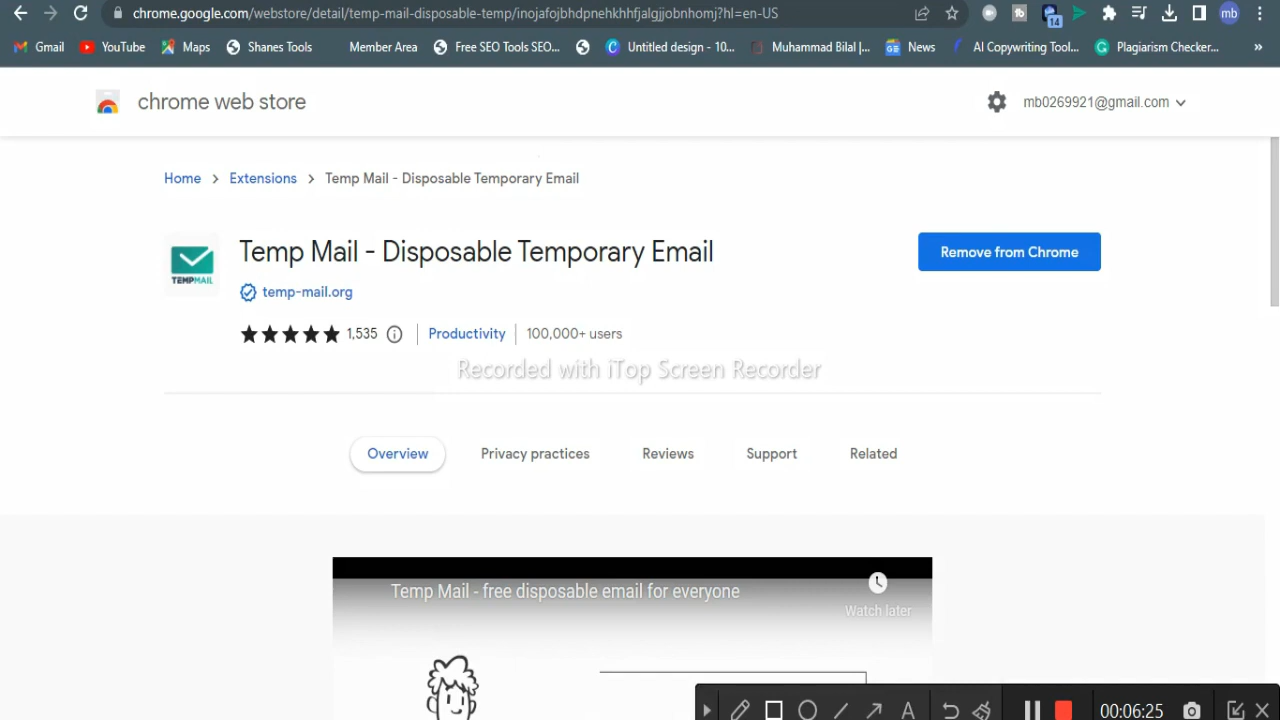 chrome.google.com/webstore/detail/temp-mail-disposable-temp/inojafojbhdpnehkhhfjalgjjobnhomj?hl=en-US
14
mb
Gmail YouTube Maps Shanes Tools Member Area Free SEO Tools SEO... Untitled design - 10... Muhammad Bilal |... News AI Copywriting Tool... Plagiarism Checker... »
chrome web store
mb0269921@gmail.com
Home > Extensions > Temp Mail - Disposable Temporary Email
Temp Mail - Disposable Temporary Email
Remove from Chrome
TEMPMAIL
temp-mail.org
1,535 Productivity 100,000+ users
Recorded with iTop Screen Recorder
Overview Privacy practices Reviews Support Related
Temp Mail - free disposable email for everyone
Watch later
A 00:06:25